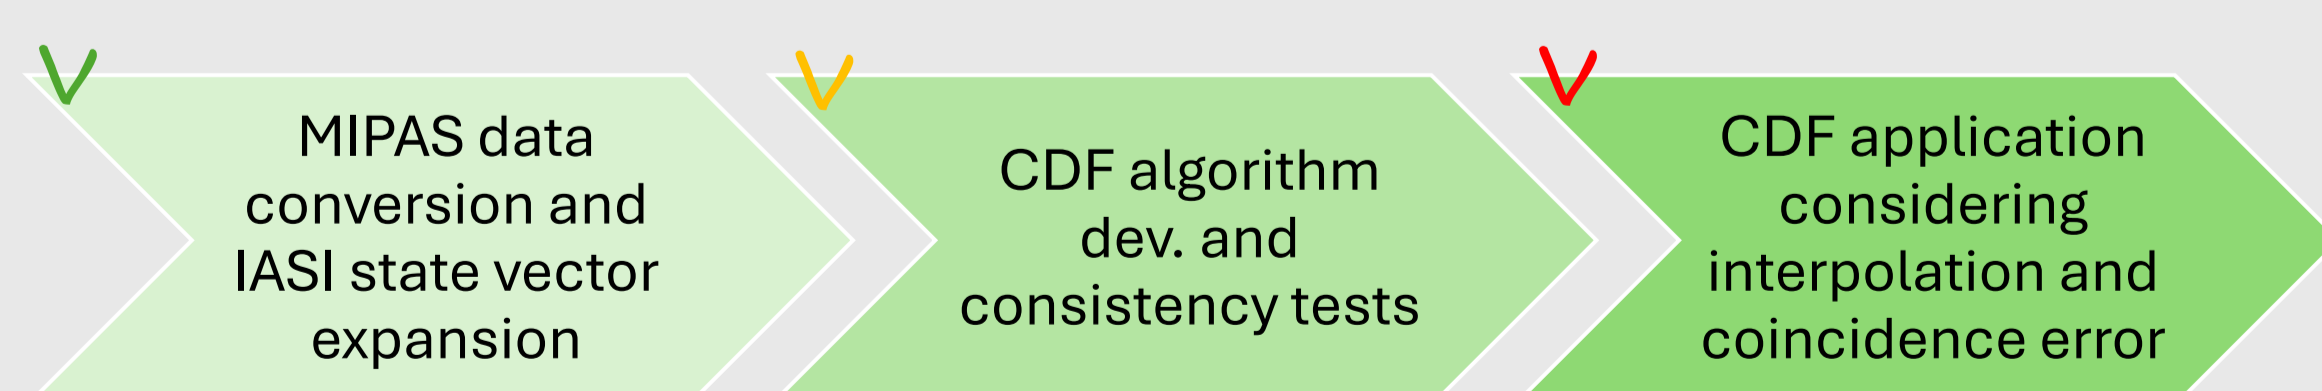 MIPAS data
conversion and
IASI state vector
expansion
CDF algorithm
dev. and
consistency tests
CDF application
considering
interpolation and
coincidence error